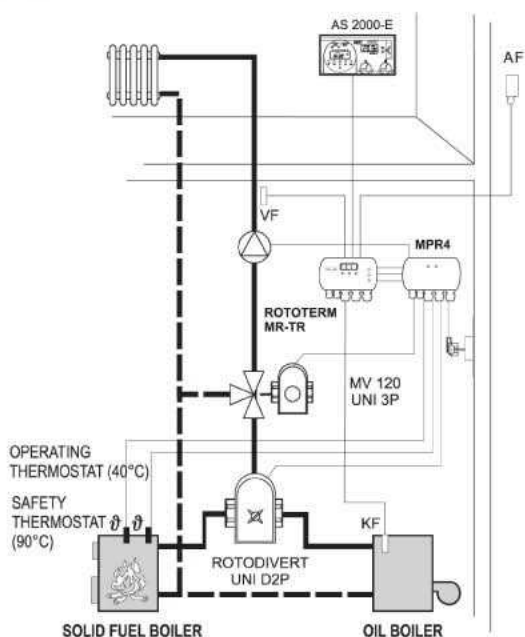 AS 2000-E
AF
VF
MPR4
ROTOTERM
MR-TR
MV 120
UNI 3P
OPERATING
THERMOSTAT (40°C)
SAFETY
THERMOSTAT ϑ ϑ
(90°C)
KF
ROTODIVERT
UNI D2P
SOLID FUEL BOILER
OIL BOILER